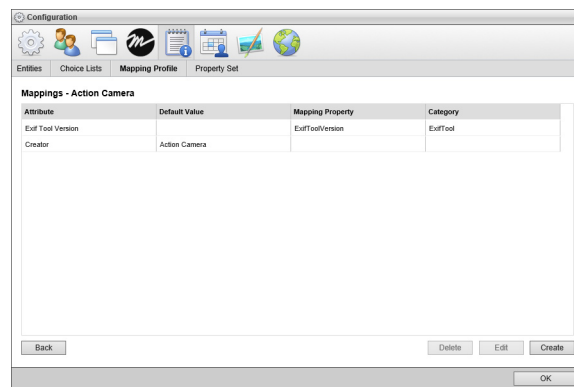 Configuration
Entities Choice Lists Mapping Profile Property Set
Mappings - Action Camera
Attribute Default Value Mapping Property Category
Exif Tool Version ExifToolVersion ExifTool
Creator Action Camera
Back Delete Edit Create
OK